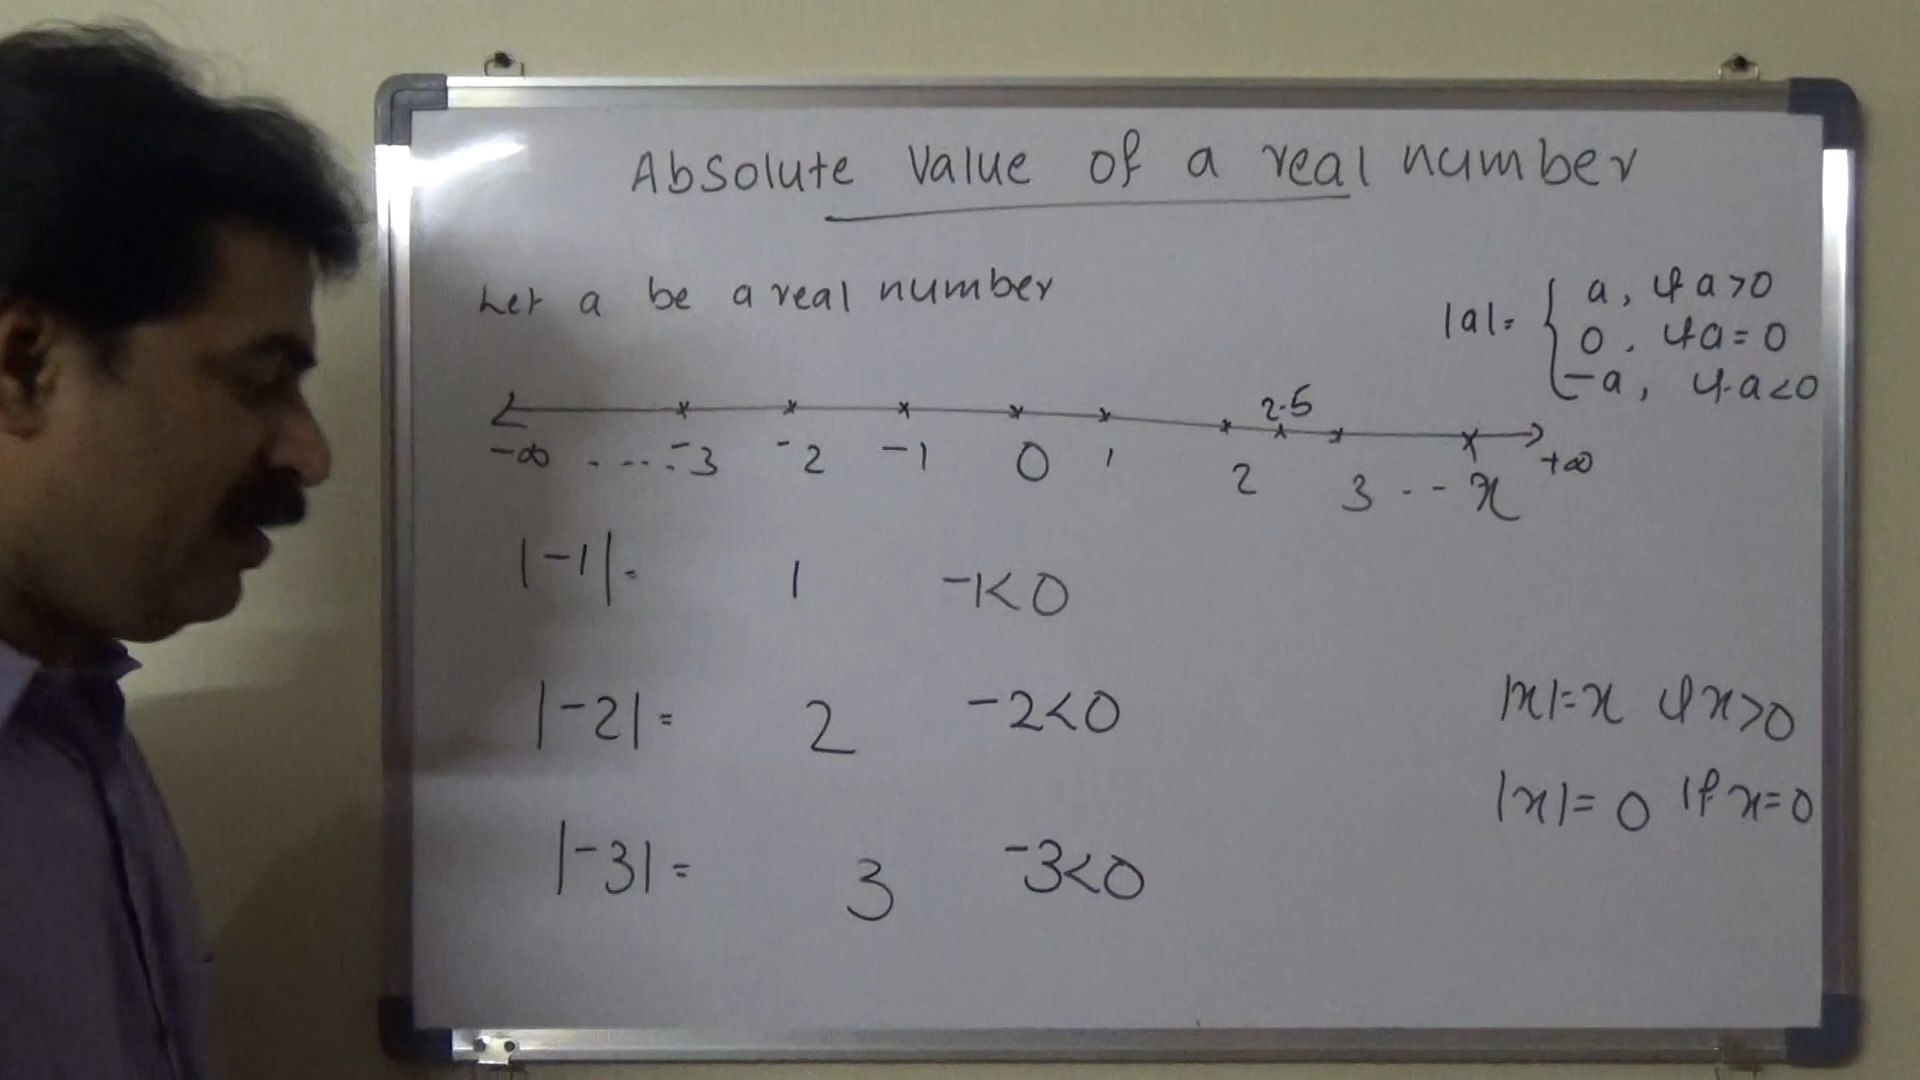 Absolute Value of a real number
Let a be a real number
|a|= { a, if a>0
0, if a=0
-a, if a<0
2.5
-∞ ....-3 -2 -1 0 1 2 3 .. x +∞
|-1|= 1 -1<0
|-2|= 2 -2<0
|x|=x if x>0
|x|=0 if x=0
|-3|= 3 -3<0